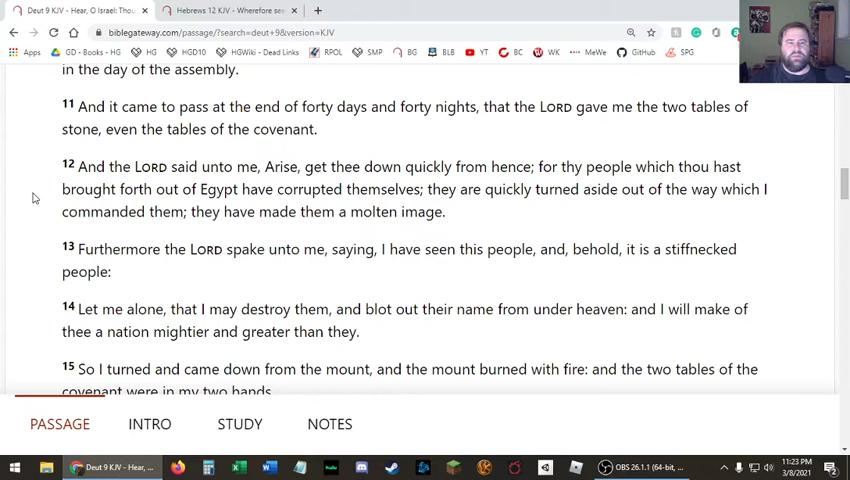 Deut 9 KJV - Hear, O Israel: Thou
Hebrews 12 KJV - Wherefore see
biblegateway.com/passage/?search=deut+9&version=KJV
Apps GD - Books - HG HG HGD10 HGWiki - Dead Links RPOL SMP BG BLB YT BC WK MeWe SPG
in the day of the assembly.
11 And it came to pass at the end of forty days and forty nights, that the LORD gave me the two tables of
stone, even the tables of the covenant.
12 And the LORD said unto me, Arise, get thee down quickly from hence; for thy people which thou hast
brought forth out of Egypt have corrupted themselves; they are quickly turned aside out of the way which I
commanded them; they have made them a molten image.
13 Furthermore the LORD spake unto me, saying, I have seen this people, and, behold, it is a stiffnecked
people:
14 Let me alone, that I may destroy them, and blot out their name from under heaven: and I will make of
thee a nation mightier and greater than they.
15 So I turned and came down from the mount, and the mount burned with fire: and the two tables of the
covenant were in my two hands.
PASSAGE INTRO STUDY NOTES
Deut 9 KJV - Hear, ...
OBS 26.1.1 (64-bit, ...
11:23 PM
3/8/2021